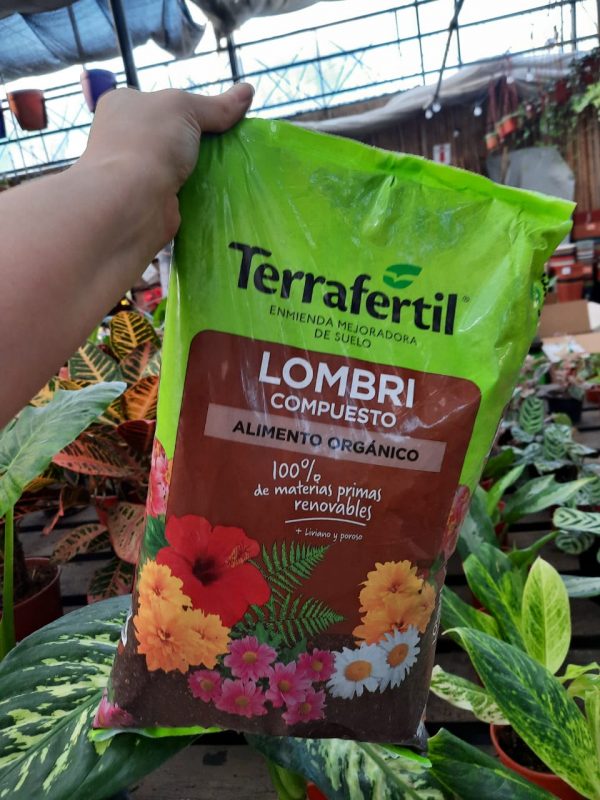 Terrafertil®
ENMIENDA MEJORADORA
DE SUELO
LOMBRI
COMPUESTO
ALIMENTO ORGÁNICO
100%
de materias primas
renovables
+ Liviano y poroso